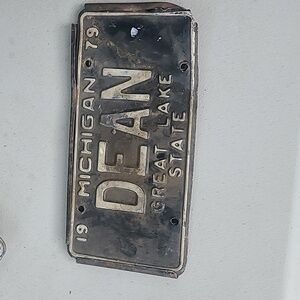 19 MICHIGAN 79
DEAN
GREAT LAKE
STATE